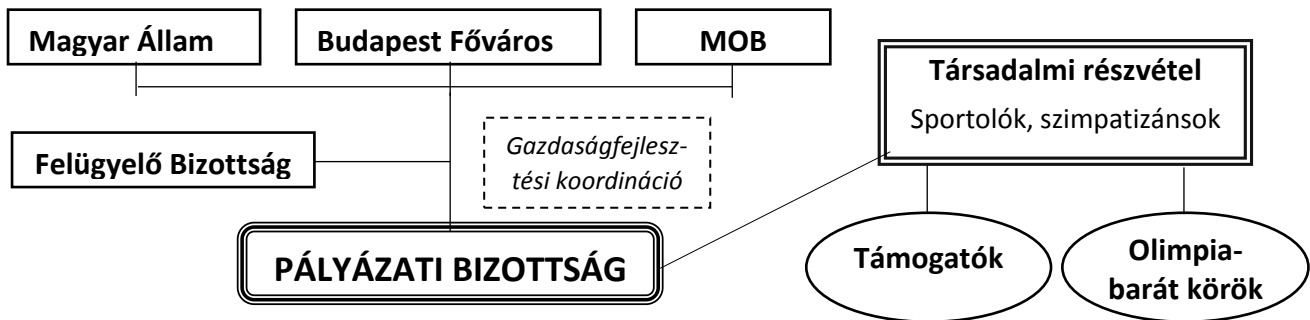 Magyar Állam
Budapest Főváros
MOB
Társadalmi részvétel
Sportolók, szimpatizánsok
Felügyelő Bizottság
Gazdaságfejlesz-
tési koordináció
PÁLYÁZATI BIZOTTSÁG
Támogatók
Olimpia-
barát körök